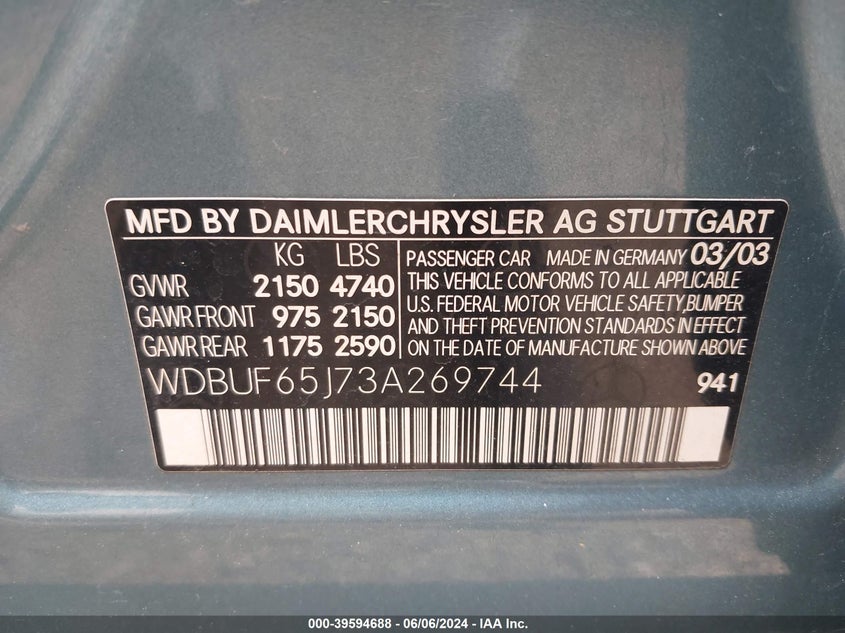 MFD BY DAIMLERCHRYSLER AG STUTTGART
KG LBS
GVWR 2150 4740
GAWR FRONT 975 2150
GAWR REAR 1175 2590
PASSENGER CAR MADE IN GERMANY 03/03
THIS VEHICLE CONFORMS TO ALL APPLICABLE
U.S. FEDERAL MOTOR VEHICLE SAFETY,BUMPER
AND THEFT PREVENTION STANDARDS IN EFFECT
ON THE DATE OF MANUFACTURE SHOWN ABOVE
WDBUF65J73A269744 941
000-39594688 - 06/06/2024 - IAA Inc.